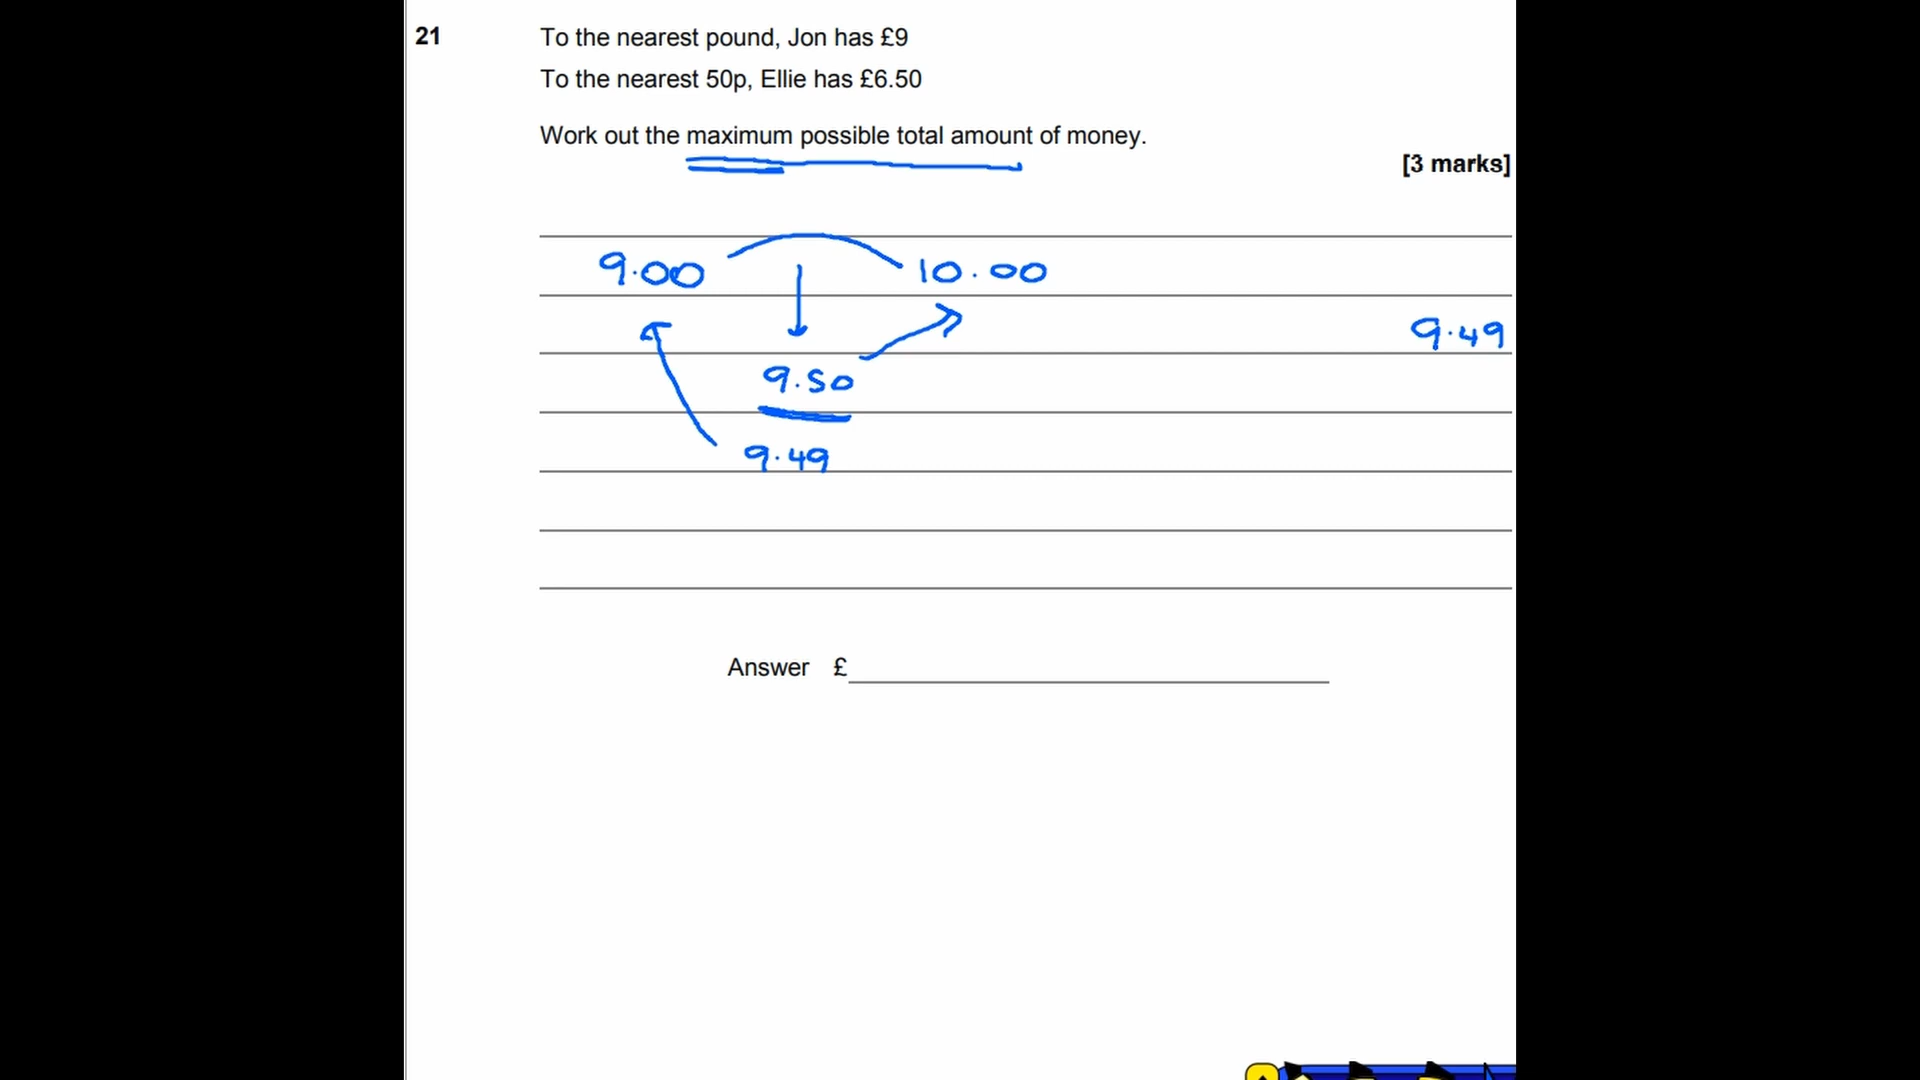 21 To the nearest pound, Jon has £9
To the nearest 50p, Ellie has £6.50
Work out the maximum possible total amount of money.
[3 marks]
9.00 10.00
9.49
9.50
9.49
Answer £